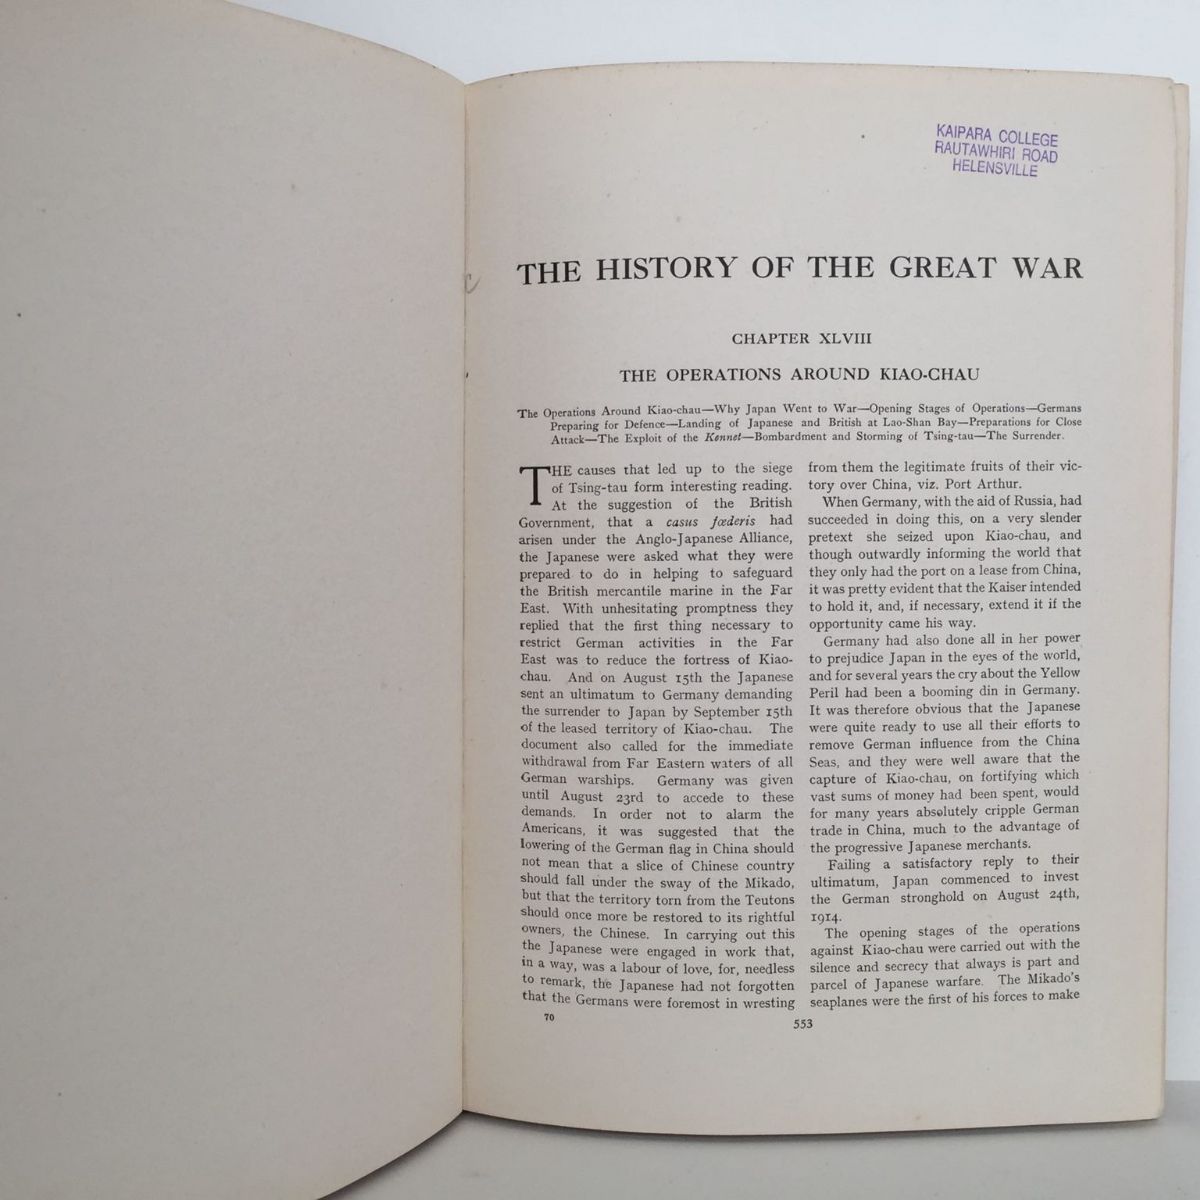 KAIPARA COLLEGE
RAUTAWHIRI ROAD
HELENSVILLE
THE HISTORY OF THE GREAT WAR
CHAPTER XLVIII
THE OPERATIONS AROUND KIAO-CHAU
The Operations Around Kiao-chau—Why Japan Went to War—Opening Stages of Operations—Germans
Preparing for Defence—Landing of Japanese and British at Lao-Shan Bay—Preparations for Close
Attack—The Exploit of the Kennet—Bombardment and Storming of Tsing-tau—The Surrender.
THE causes that led up to the siege
of Tsing-tau form interesting reading.
At the suggestion of the British
Government, that a casus fœderis had
arisen under the Anglo-Japanese Alliance,
the Japanese were asked what they were
prepared to do in helping to safeguard
the British mercantile marine in the Far
East. With unhesitating promptness they
replied that the first thing necessary to
restrict German activities in the Far
East was to reduce the fortress of Kiao-
chau. And on August 15th the Japanese
sent an ultimatum to Germany demanding
the surrender to Japan by September 15th
of the leased territory of Kiao-chau. The
document also called for the immediate
withdrawal from Far Eastern waters of all
German warships. Germany was given
until August 23rd to accede to these
demands. In order not to alarm the
Americans, it was suggested that the
lowering of the German flag in China should
not mean that a slice of Chinese country
should fall under the sway of the Mikado,
but that the territory torn from the Teutons
should once more be restored to its rightful
owners, the Chinese. In carrying out this
the Japanese were engaged in work that,
in a way, was a labour of love, for, needless
to remark, the Japanese had not forgotten
that the Germans were foremost in wresting
70
from them the legitimate fruits of their vic-
tory over China, viz. Port Arthur.
When Germany, with the aid of Russia, had
succeeded in doing this, on a very slender
pretext she seized upon Kiao-chau, and
though outwardly informing the world that
they only had the port on a lease from China,
it was pretty evident that the Kaiser intended
to hold it, and, if necessary, extend it if the
opportunity came his way.
Germany had also done all in her power
to prejudice Japan in the eyes of the world,
and for several years the cry about the Yellow
Peril had been a booming din in Germany.
It was therefore obvious that the Japanese
were quite ready to use all their efforts to
remove German influence from the China
Seas, and they were well aware that the
capture of Kiao-chau, on fortifying which
vast sums of money had been spent, would
for many years absolutely cripple German
trade in China, much to the advantage of
the progressive Japanese merchants.
Failing a satisfactory reply to their
ultimatum, Japan commenced to invest
the German stronghold on August 24th,
1914.
The opening stages of the operations
against Kiao-chau were carried out with the
silence and secrecy that always is part and
parcel of Japanese warfare. The Mikado's
seaplanes were the first of his forces to make
553